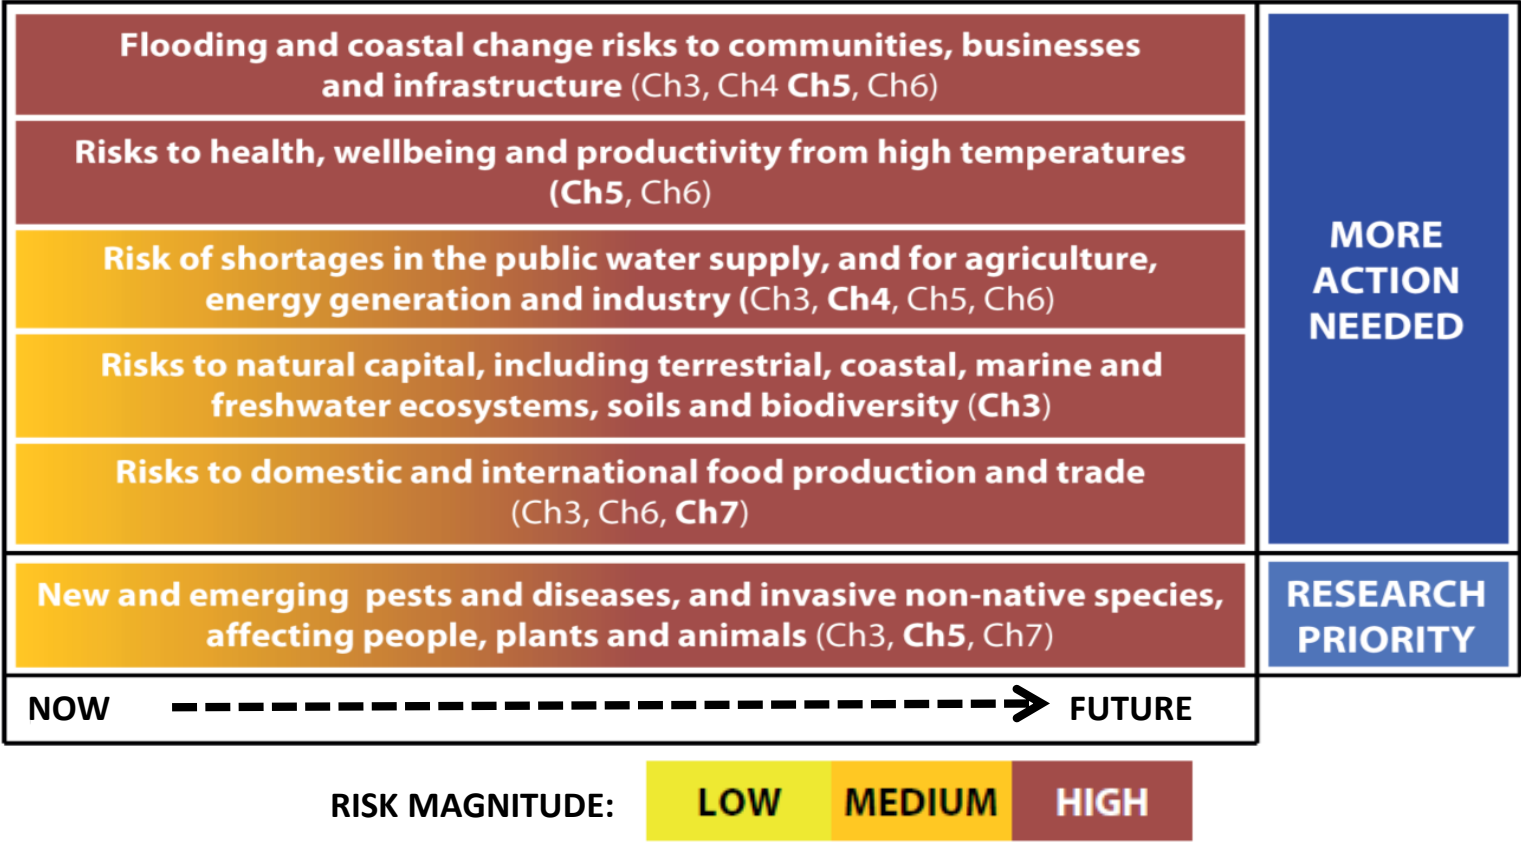 Flooding and coastal change risks to communities, businesses
and infrastructure (Ch3, Ch4 Ch5, Ch6)
Risks to health, wellbeing and productivity from high temperatures
(Ch5, Ch6)
Risk of shortages in the public water supply, and for agriculture,
energy generation and industry (Ch3, Ch4, Ch5, Ch6)
Risks to natural capital, including terrestrial, coastal, marine and
freshwater ecosystems, soils and biodiversity (Ch3)
Risks to domestic and international food production and trade
(Ch3, Ch6, Ch7)
MORE
ACTION
NEEDED
New and emerging pests and diseases, and invasive non-native species,
affecting people, plants and animals (Ch3, Ch5, Ch7)
RESEARCH
PRIORITY
NOW FUTURE
RISK MAGNITUDE: LOW MEDIUM HIGH